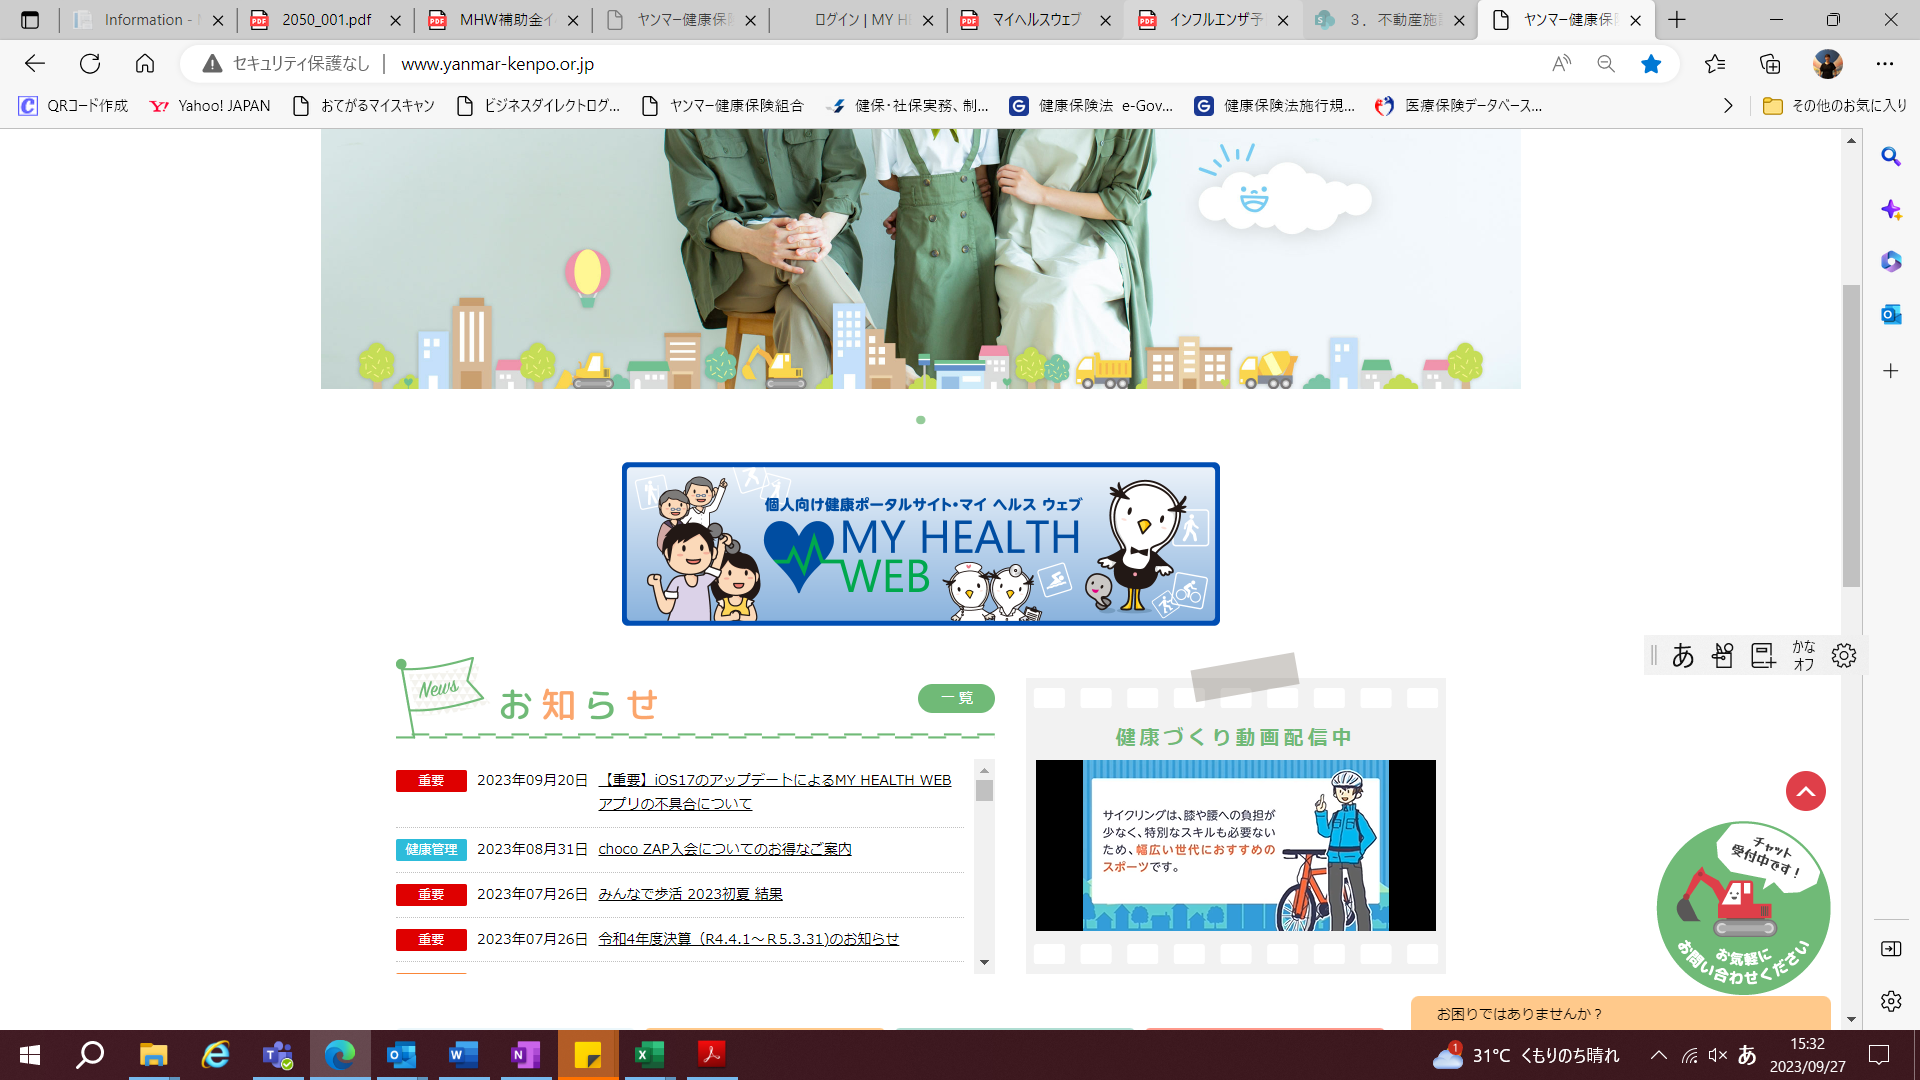 Information -
2050_001.pdf
MHW補助金イ
ヤンマー健康保険
ログイン | MY HE
マイヘルスウェブ
インフルエンザ予
３．不動産施
ヤンマー健康保険
セキュリティ保護なし
www.yanmar-kenpo.or.jp
QRコード作成
Yahoo! JAPAN
おてがるマイスキャン
ビジネスダイレクトログ...
ヤンマー健康保険組合
健保･社保実務、制...
健康保険法 e-Gov...
健康保険法施行規...
医療保険データベース...
その他のお気に入り
個人向け健康ポータルサイト・マイ ヘルス ウェブ
MY HEALTH
WEB
News
お知らせ
一覧
重要 2023年09月20日 【重要】iOS17のアップデートによるMY HEALTH WEB
アプリの不具合について
健康管理 2023年08月31日 choco ZAP入会についてのお得なご案内
重要 2023年07月26日 みんなで歩活 2023初夏 結果
重要 2023年07月26日 令和4年度決算（R4.4.1～Ｒ5.3.31)のお知らせ
健康づくり動画配信中
サイクリングは、膝や腰への負担が
少なく、特別なスキルも必要ない
ため、幅広い世代におすすめの
スポーツです。
あ
かな
オフ
チャット
受付中です！
お気軽に
お問い合わせください
お困りではありませんか？
1
31°C くもりのち晴れ
あ
15:32
2023/09/27